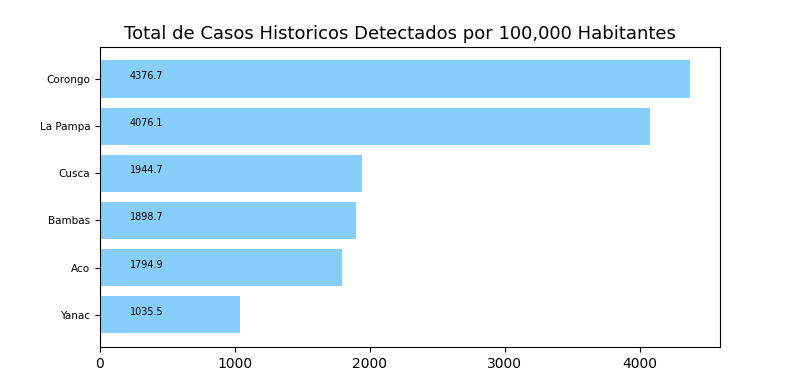 Total de Casos Historicos Detectados por 100,000 Habitantes
Corongo 4376.7
La Pampa 4076.1
Cusca 1944.7
Bambas 1898.7
Aco 1794.9
Yanac 1035.5
0 1000 2000 3000 4000